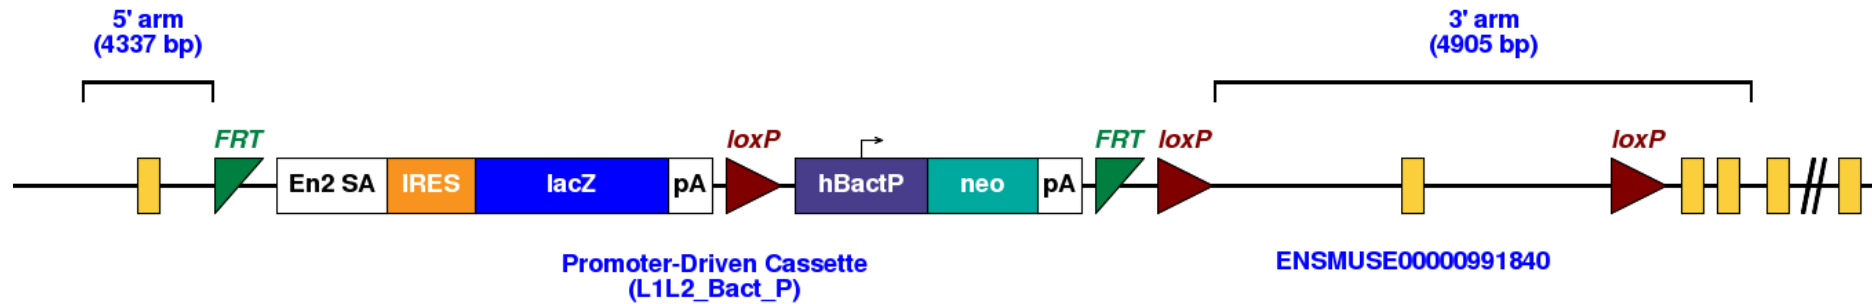 5' arm
(4337 bp)
3' arm
(4905 bp)
FRT
loxP
FRT
loxP
loxP
En2 SA
IRES
lacZ
pA
hBactP
neo
pA
Promoter-Driven Cassette
(L1L2_Bact_P)
ENSMUSE00000991840